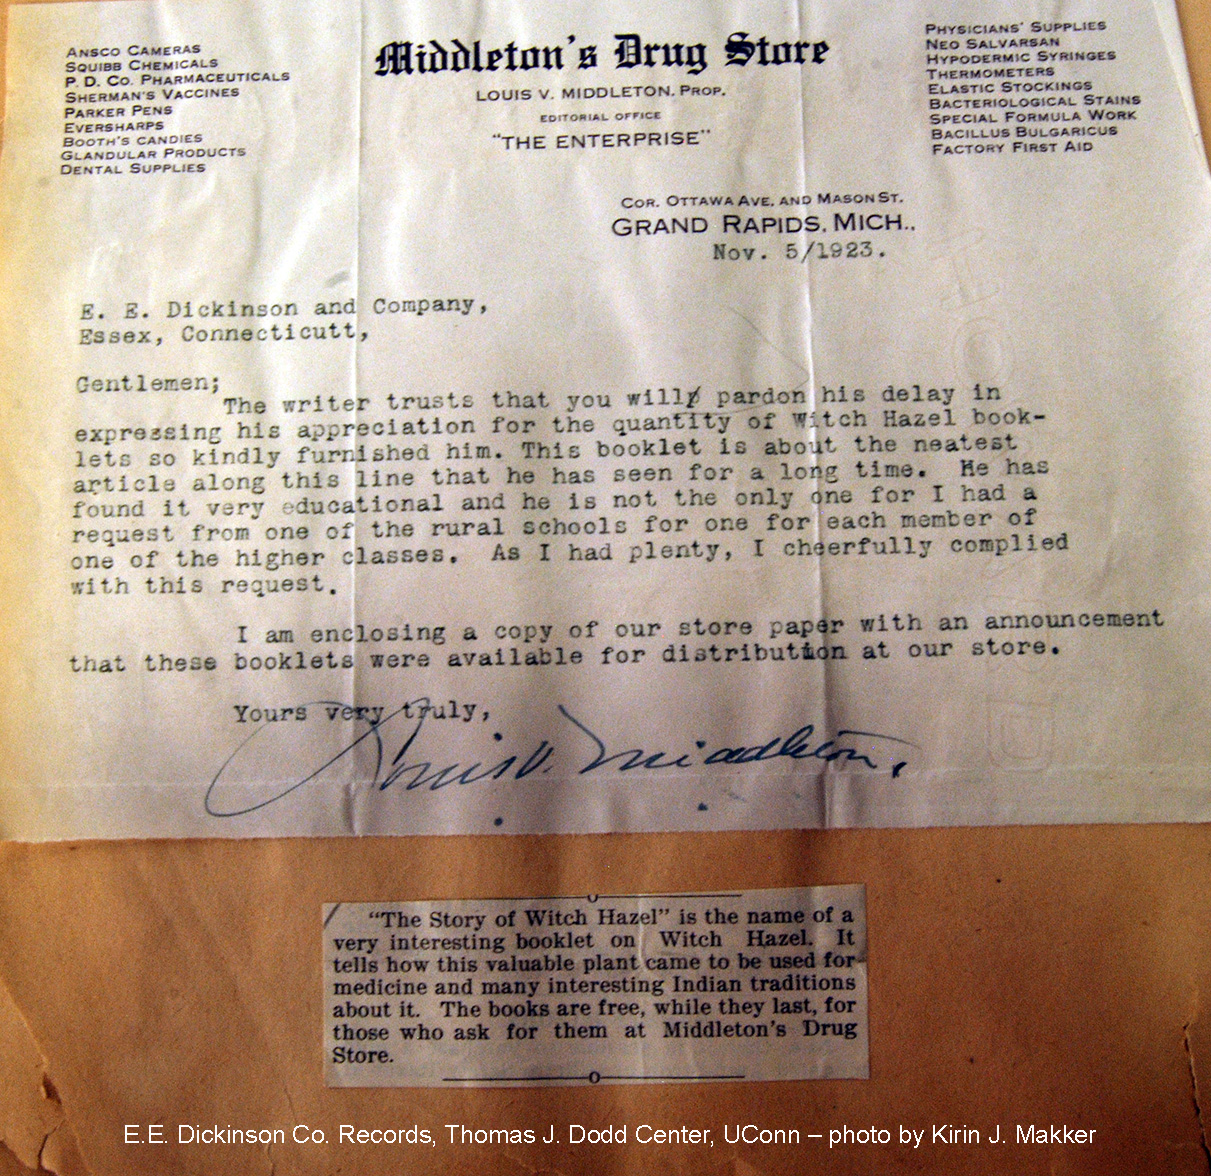 ANSCO CAMERAS
SQUIBB CHEMICALS
P. D. CO. PHARMACEUTICALS
SHERMAN'S VACCINES
PARKER PENS
EVERSHARPS
BOOTH'S CANDIES
GLANDULAR PRODUCTS
DENTAL SUPPLIES
Middleton's Drug Store
LOUIS V. MIDDLETON, PROP.
EDITORIAL OFFICE
"THE ENTERPRISE"
PHYSICIANS' SUPPLIES
NEO SALVARSAN
HYPODERMIC SYRINGES
THERMOMETERS
ELASTIC STOCKINGS
BACTERIOLOGICAL STAINS
SPECIAL FORMULA WORK
BACILLUS BULGARICUS
FACTORY FIRST AID
COR. OTTAWA AVE. AND MASON ST.
GRAND RAPIDS, MICH.,
Nov. 5/1923.
E. E. Dickinson and Company,
Essex, Connecticutt,
Gentlemen;
The writer trusts that you will pardon his delay in
expressing his appreciation for the quantity of Witch Hazel book-
lets so kindly furnished him. This booklet is about the neatest
article along this line that he has seen for a long time. He has
found it very educational and he is not the only one for I had a
request from one of the rural schools for one for each member of
one of the higher classes. As I had plenty, I cheerfully complied
with this request.
I am enclosing a copy of our store paper with an announcement
that these booklets were available for distribution at our store.
Yours very truly,
Louis V. Middleton.
"The Story of Witch Hazel" is the name of a
very interesting booklet on Witch Hazel. It
tells how this valuable plant came to be used for
medicine and many interesting Indian traditions
about it. The books are free, while they last, for
those who ask for them at Middleton's Drug
Store.
E.E. Dickinson Co. Records, Thomas J. Dodd Center, UConn – photo by Kirin J. Makker